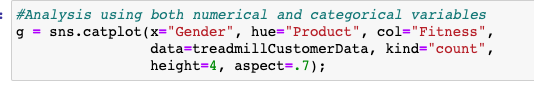 :
#Analysis using both numerical and categorical variables
g = sns.catplot(x="Gender", hue="Product", col="Fitness",
data=treadmillCustomerData, kind="count",
height=4, aspect=.7);